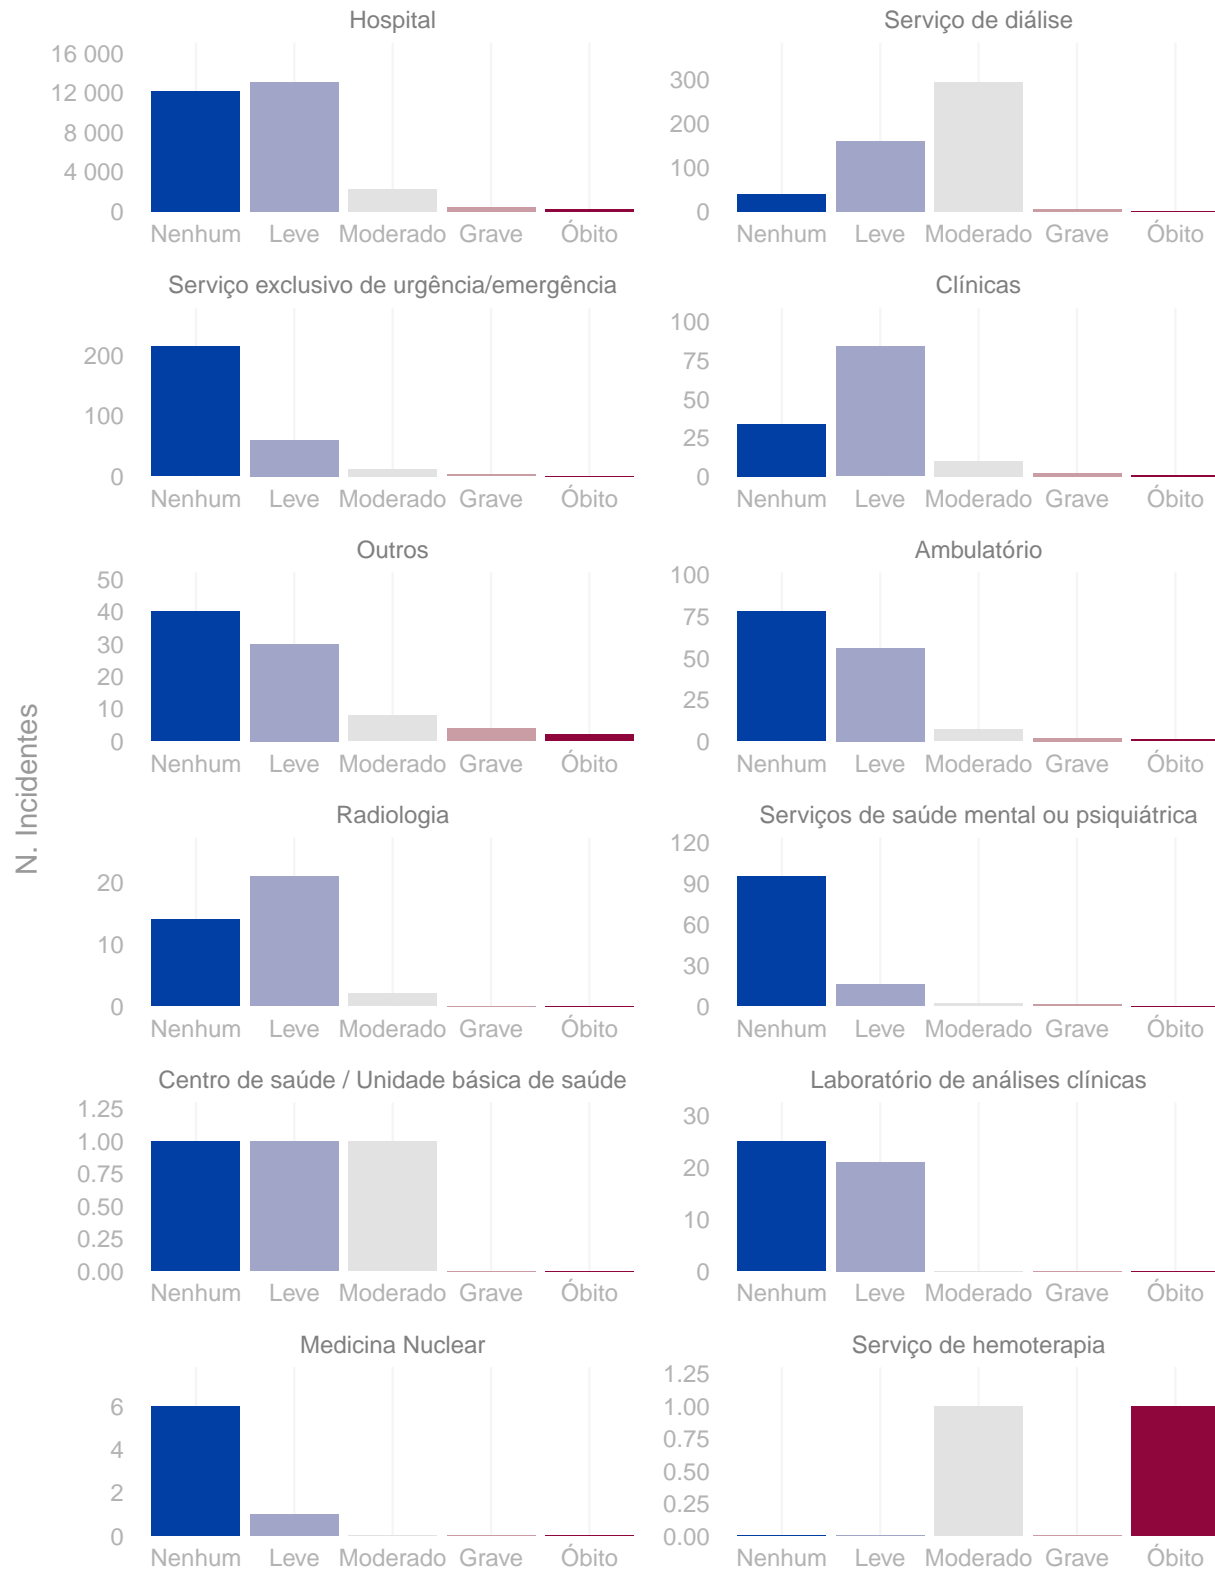 Hospital
16 000
12 000
8 000
4 000
0
Nenhum Leve Moderado Grave Óbito
Serviço de diálise
300
200
100
0
Nenhum Leve Moderado Grave Óbito
Serviço exclusivo de urgência/emergência
200
100
0
Nenhum Leve Moderado Grave Óbito
Clínicas
100
75
50
25
0
Nenhum Leve Moderado Grave Óbito
Outros
50
40
30
20
10
0
Nenhum Leve Moderado Grave Óbito
Ambulatório
100
75
50
25
0
Nenhum Leve Moderado Grave Óbito
N. Incidentes
Radiologia
20
10
0
Nenhum Leve Moderado Grave Óbito
Serviços de saúde mental ou psiquiátrica
120
90
60
30
0
Nenhum Leve Moderado Grave Óbito
Centro de saúde / Unidade básica de saúde
1.25
1.00
0.75
0.50
0.25
0.00
Nenhum Leve Moderado Grave Óbito
Laboratório de análises clínicas
30
20
10
0
Nenhum Leve Moderado Grave Óbito
Medicina Nuclear
6
4
2
0
Nenhum Leve Moderado Grave Óbito
Serviço de hemoterapia
1.25
1.00
0.75
0.50
0.25
0.00
Nenhum Leve Moderado Grave Óbito